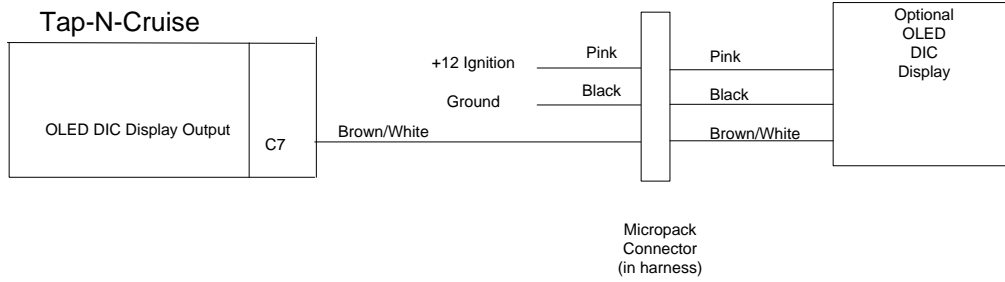 Tap-N-Cruise
OLED DIC Display Output
C7
Brown/White
+12 Ignition
Ground
Pink
Black
Pink
Black
Brown/White
Optional
OLED
DIC
Display
Micropack
Connector
(in harness)